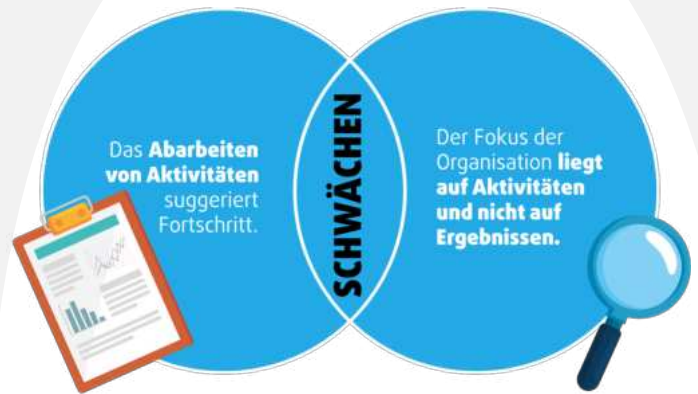 Das Abarbeiten
von Aktivitäten
suggeriert
Fortschritt.
SCHWÄCHEN
Der Fokus der
Organisation liegt
auf Aktivitäten
und nicht auf
Ergebnissen.